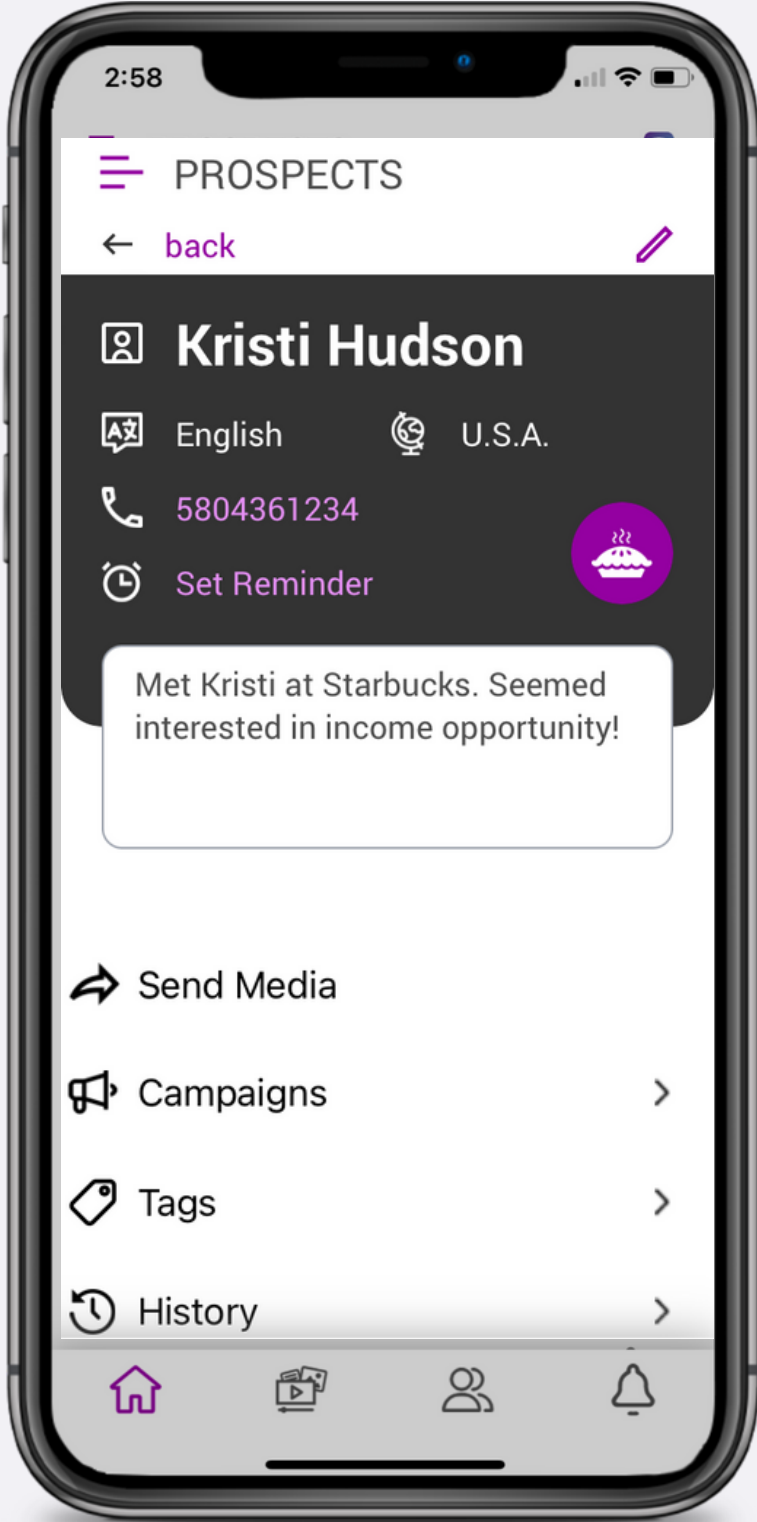 2:58
PROSPECTS
back
Kristi Hudson
English U.S.A.
5804361234
Set Reminder
Met Kristi at Starbucks. Seemed
interested in income opportunity!
Send Media
Campaigns
Tags
History